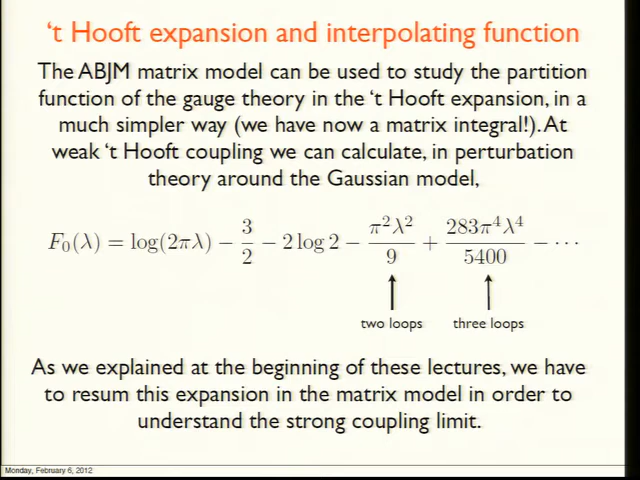 ‘t Hooft expansion and interpolating function
The ABJM matrix model can be used to study the partition
function of the gauge theory in the ‘t Hooft expansion, in a
much simpler way (we have now a matrix integral!). At
weak ‘t Hooft coupling we can calculate, in perturbation
theory around the Gaussian model,
F₀(λ) = log(2πλ) − 3/2 − 2 log 2 − π²λ²/9 + 283π⁴λ⁴/5400 − ⋯
two loops three loops
As we explained at the beginning of these lectures, we have
to resum this expansion in the matrix model in order to
understand the strong coupling limit.
Monday, February 6, 2012